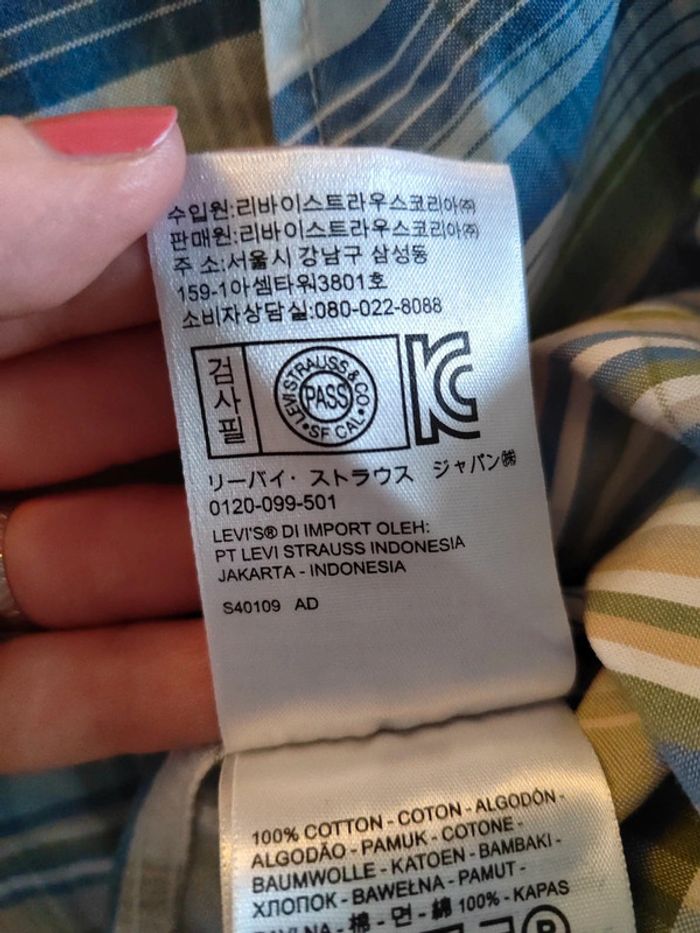 수입원:리바이스트라우스코리아㈜
판매원:리바이스트라우스코리아㈜
주 소:서울시 강남구 삼성동
159-1아셈타워3801호
소비자상담실:080-022-8088
검사필
LEVI STRAUSS & CO
PASS
SF CAL
KC
リーバイ・ストラウス ジャパン㈱
0120-099-501
LEVI'S® DI IMPORT OLEH:
PT LEVI STRAUSS INDONESIA
JAKARTA - INDONESIA
S40109 AD
100% COTTON - COTON - ALGODÓN -
ALGODÃO - PAMUK - COTONE -
BAUMWOLLE - KATOEN - BAMBAKI -
ХЛОПОК - BAWEŁNA - PAMUT -
- 棉 - 면 - 綿 100% - KAPAS